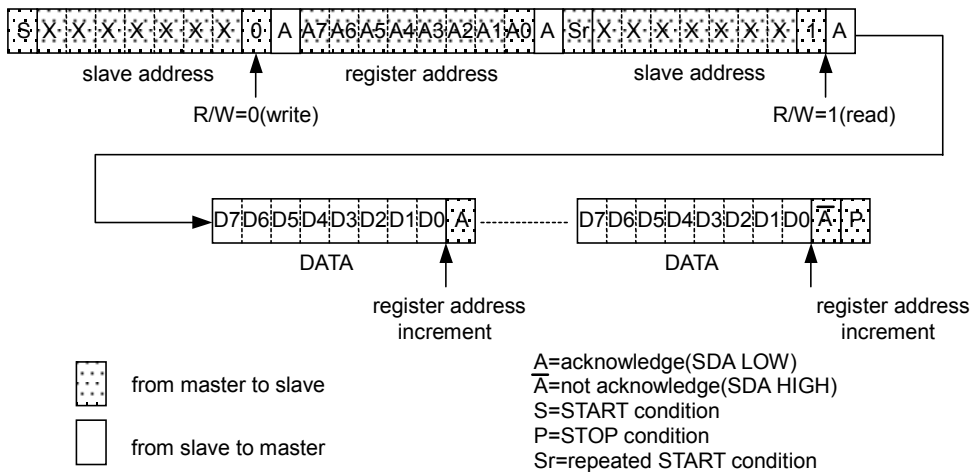 S X X X X X X X 0 A A7 A6 A5 A4 A3 A2 A1 A0 A Sr X X X X X X X 1 A
slave address register address slave address
R/W=0(write) R/W=1(read)
D7 D6 D5 D4 D3 D2 D1 D0 A D7 D6 D5 D4 D3 D2 D1 D0 A̅ P
DATA DATA
register address
increment
register address
increment
from master to slave
from slave to master
A=acknowledge(SDA LOW)
A̅=not acknowledge(SDA HIGH)
S=START condition
P=STOP condition
Sr=repeated START condition